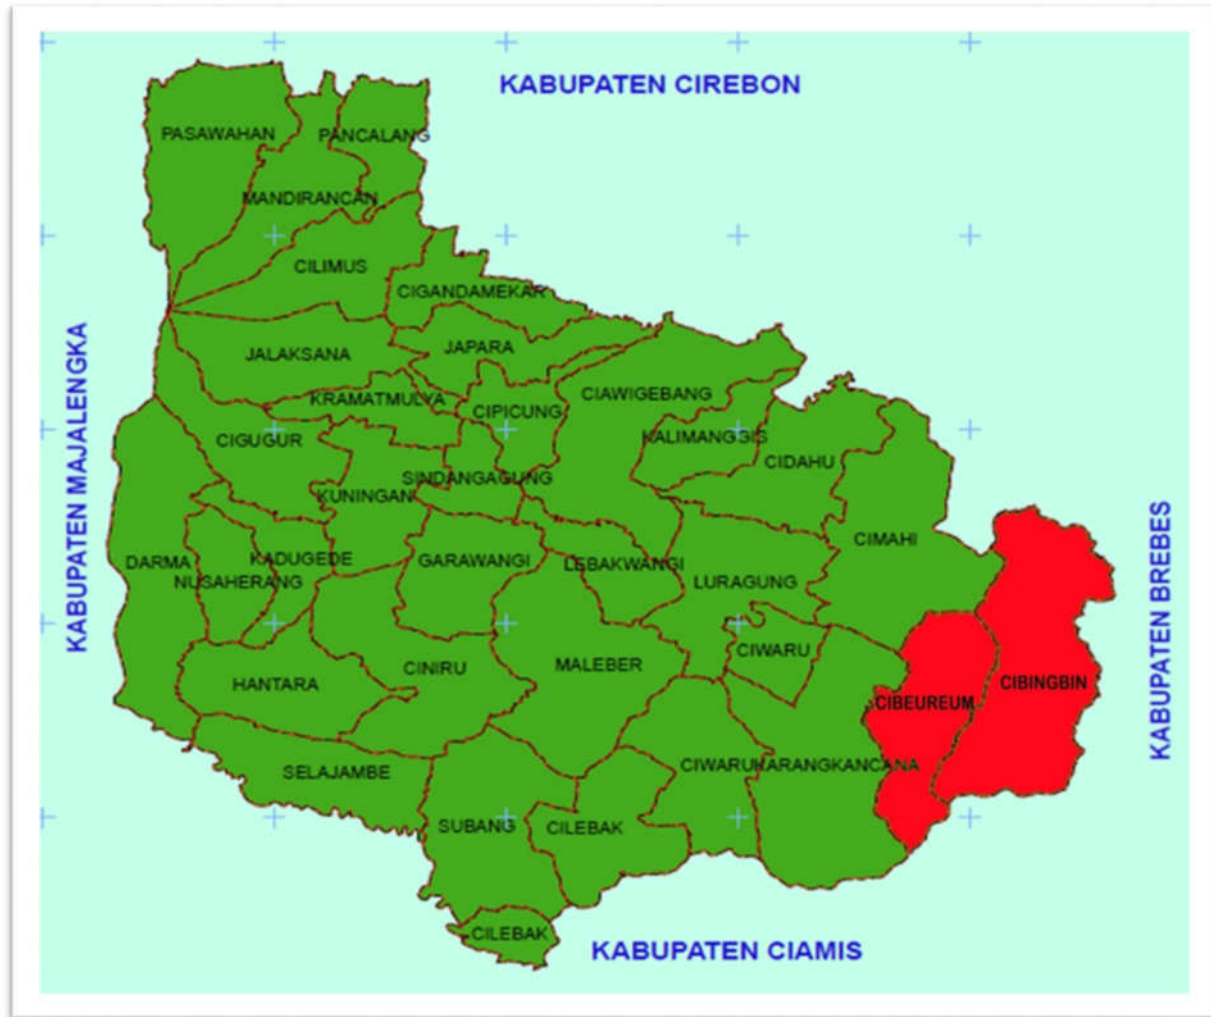 KABUPATEN CIREBON
PASAWAHAN
PANCALANG
MANDIRANCAN
CILIMUS
CIGANDAMEKAR
JALAKSANA
JAPARA
KRAMATMULYA
CIPICUNG
CIAWIGEBANG
CIGUGUR
KALIMANGGIS
CIDAHU
SINDANGAGUNG
KUNINGAN
KABUPATEN MAJALENGKA
CIMAHI
DARMA
KADUGEDE
GARAWANGI
LEBAKWANGI
NUSAHERANG
LURAGUNG
KABUPATEN BREBES
CIWARU
MALEBER
CINIRU
HANTARA
CIBINGBIN
CIBEUREUM
SELAJAMBE
CIWARU
KARANGKANCANA
SUBANG
CILEBAK
CILEBAK
KABUPATEN CIAMIS